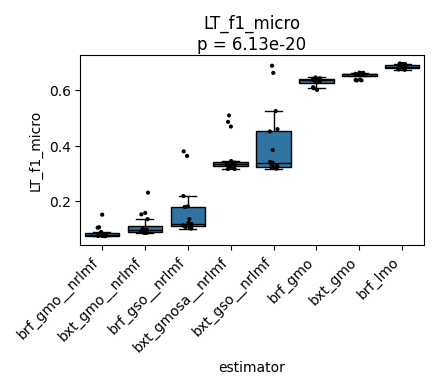 LT_f1_micro
p = 6.13e-20
LT_f1_micro
0.6
0.4
0.2
brf_gmo__nrlmf
bxt_gmo__nrlmf
brf_gso__nrlmf
bxt_gmosa__nrlmf
bxt_gso__nrlmf
brf_gmo
bxt_gmo
brf_lmo
estimator